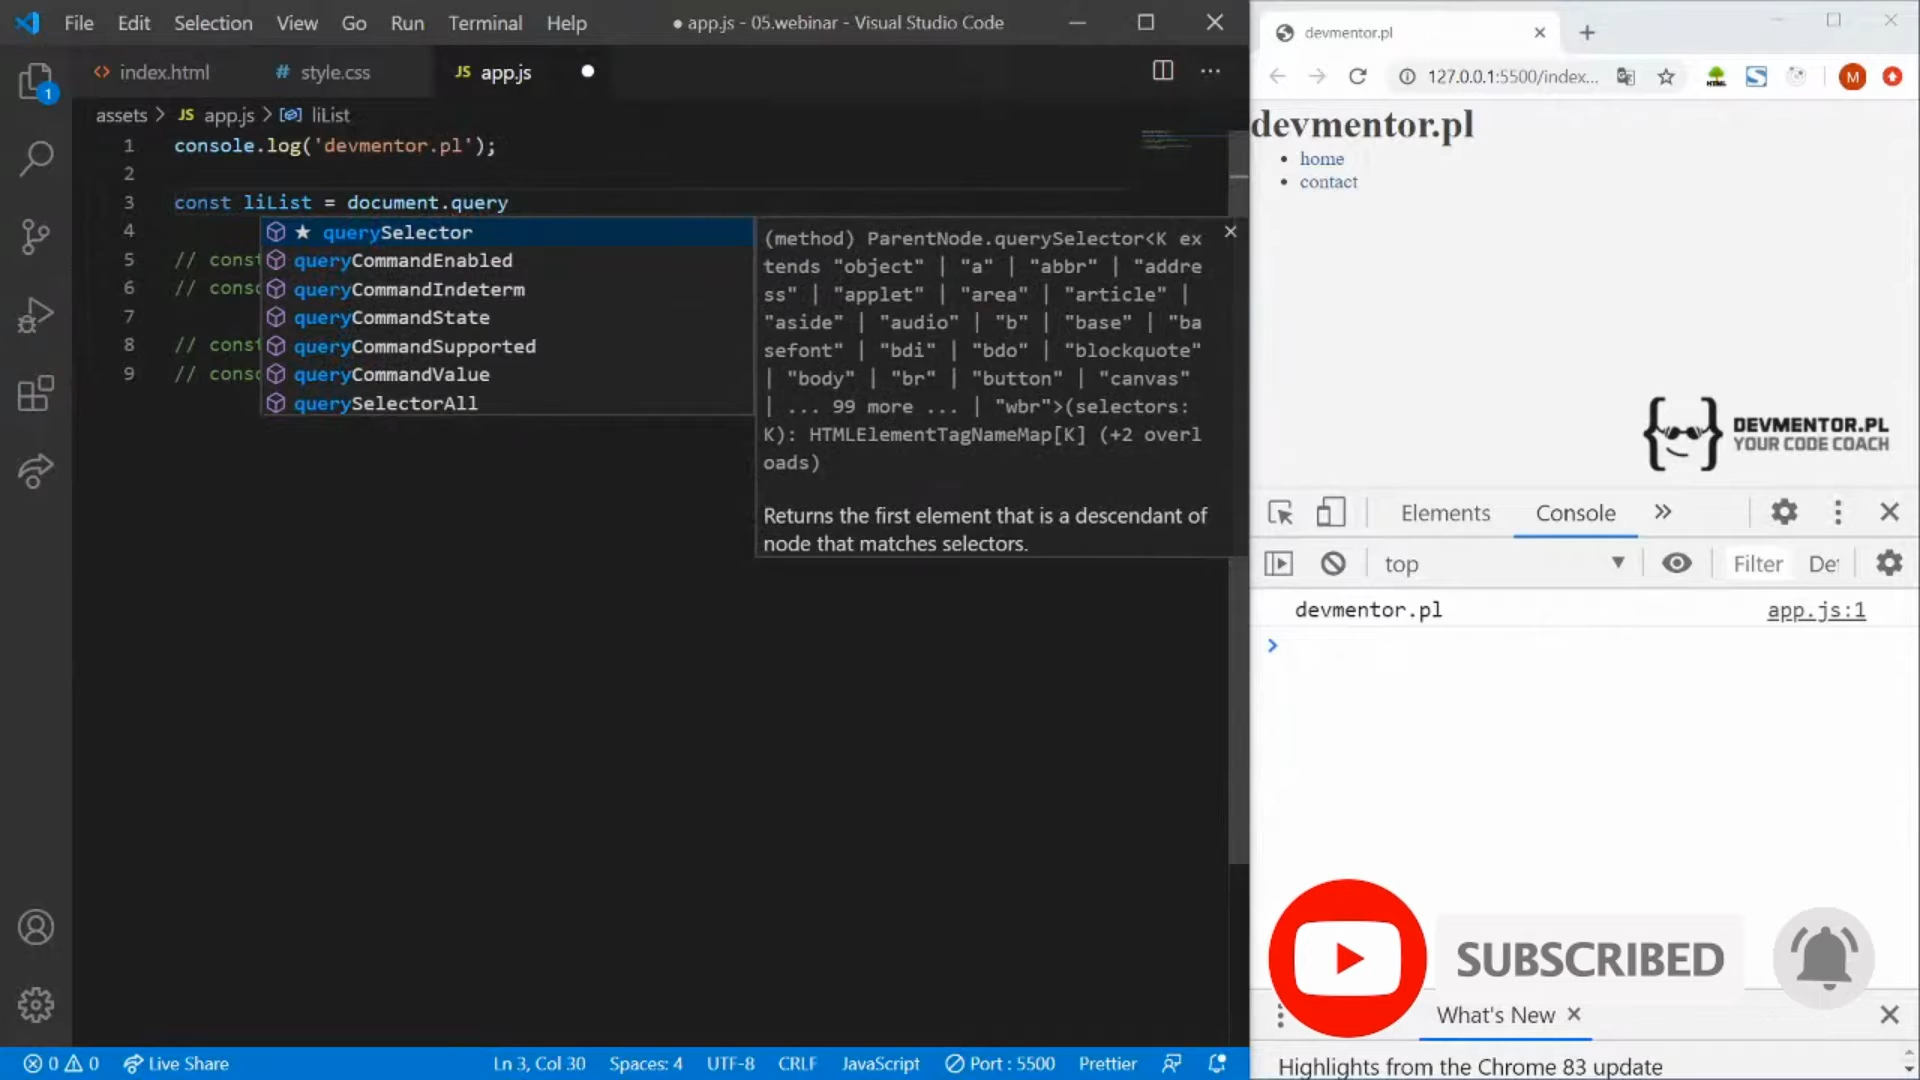 File Edit Selection View Go Run Terminal Help
● app.js - 05.webinar - Visual Studio Code
index.html
# style.css
JS app.js
assets > JS app.js > liList
1 console.log('devmentor.pl');
2
3 const liList = document.query
4
5 // const
6 // conso
7
8 // const
9 // conso
★ querySelector
queryCommandEnabled
queryCommandIndeterm
queryCommandState
queryCommandSupported
queryCommandValue
querySelectorAll
(method) ParentNode.querySelector<K ex
tends "object" | "a" | "abbr" | "addre
ss" | "applet" | "area" | "article" |
"aside" | "audio" | "b" | "base" | "ba
sefont" | "bdi" | "bdo" | "blockquote"
| "body" | "br" | "button" | "canvas"
| ... 99 more ... | "wbr">(selectors:
K): HTMLElementTagNameMap[K] (+2 overl
oads)
Returns the first element that is a descendant of
node that matches selectors.
1
0 0 Live Share
Ln 3, Col 30 Spaces: 4 UTF-8 CRLF JavaScript Port : 5500 Prettier
devmentor.pl
127.0.0.1:5500/index...
M
devmentor.pl
home
contact
DEVMENTOR.PL
YOUR CODE COACH
Elements Console
top Filter
devmentor.pl app.js:1
SUBSCRIBED
What's New
Highlights from the Chrome 83 update